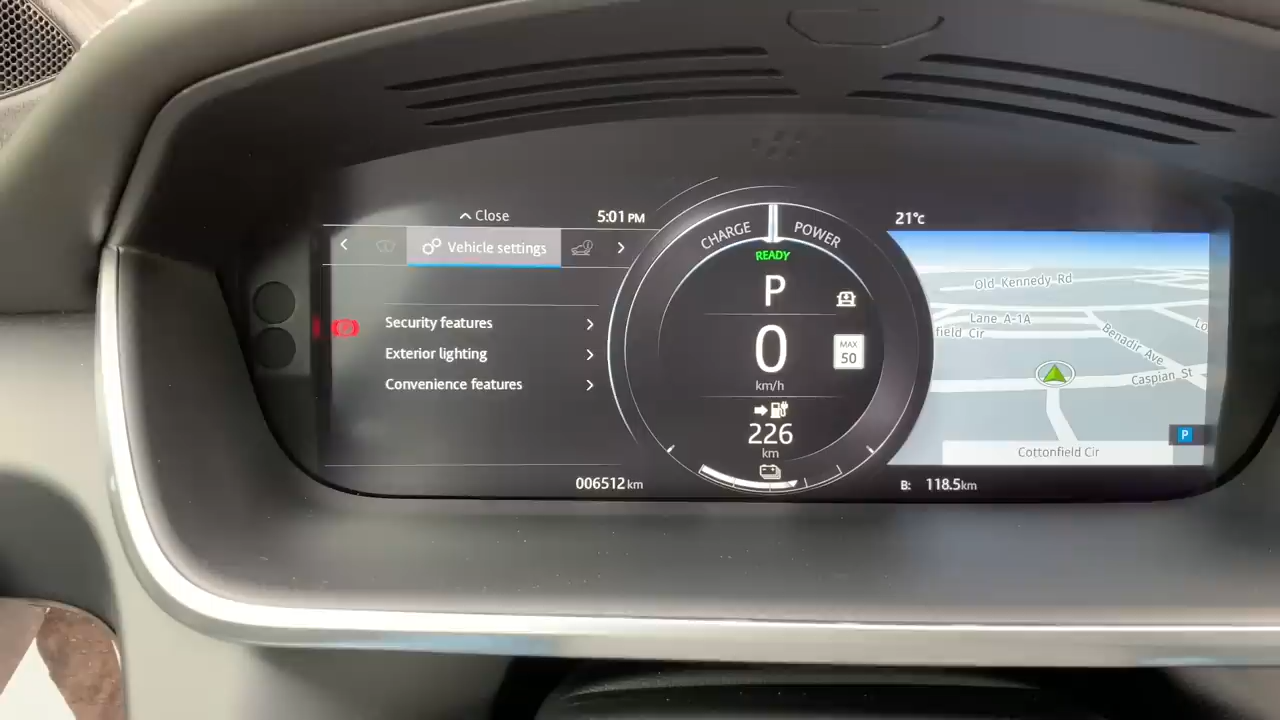 Close
5:01 PM
Vehicle settings
Security features
Exterior lighting
Convenience features
006512 km
CHARGE
POWER
READY
P
0
km/h
MAX
50
226
km
21°c
Old Kennedy Rd
Lane A-1A
field Cir
Benadir Ave
Lo
Caspian St
P
Cottonfield Cir
B: 118.5km